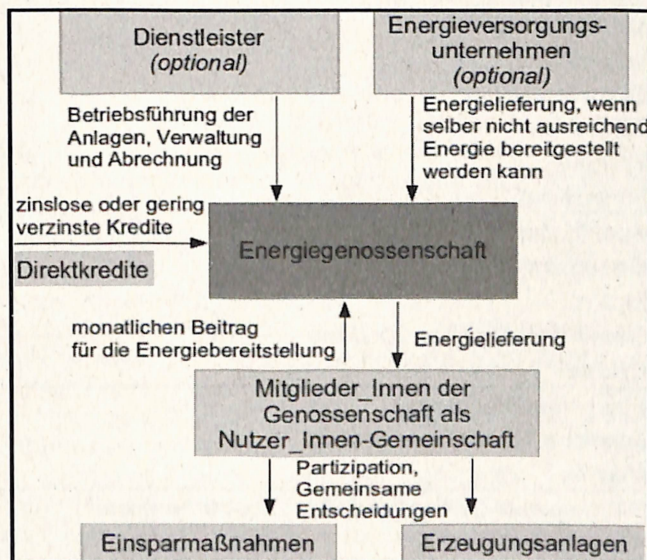 Dienstleister
(optional)
Energieversorgungs-
unternehmen
(optional)
Betriebsführung der
Anlagen, Verwaltung
und Abrechnung
Energielieferung, wenn
selber nicht ausreichend
Energie bereitgestellt
werden kann
zinslose oder gering
verzinste Kredite
Direktkredite
Energiegenossenschaft
monatlichen Beitrag
für die Energiebereitstellung
Energielieferung
Mitglieder_Innen der
Genossenschaft als
Nutzer_Innen-Gemeinschaft
Partizipation,
Gemeinsame
Entscheidungen
Einsparmaßnahmen
Erzeugungsanlagen